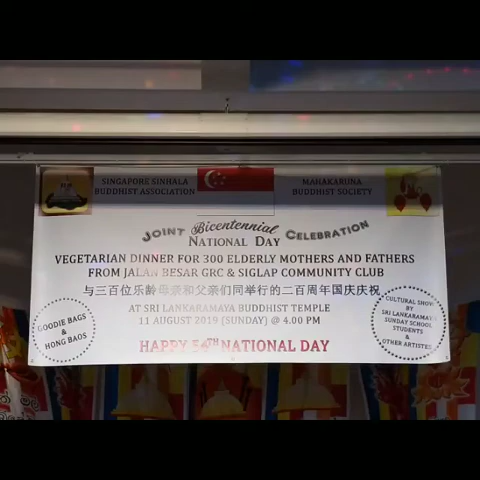 SINGAPORE SINHALA
BUDDHIST ASSOCIATION
MAHAKARUNA
BUDDHIST SOCIETY
JOINT Bicentennial CELEBRATION
NATIONAL DAY
VEGETARIAN DINNER FOR 300 ELDERLY MOTHERS AND FATHERS
FROM JALAN BESAR GRC & SIGLAP COMMUNITY CLUB
与三百位乐龄母亲和父亲们同举行的二百周年国庆庆祝
AT SRI LANKARAMAYA BUDDHIST TEMPLE
11 AUGUST 2019 (SUNDAY) @ 4.00 PM
HAPPY 54TH NATIONAL DAY
GOODIE BAGS
&
HONG BAOS
CULTURAL SHOW
BY
SRI LANKARAMAYA
SUNDAY SCHOOL
STUDENTS
&
OTHER ARTISTES